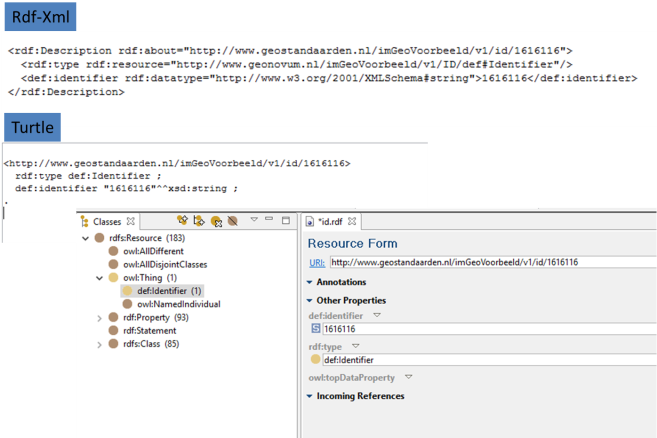 Rdf-Xml
<rdf:Description rdf:about="http://www.geostandaarden.nl/imGeoVoorbeeld/v1/id/1616116">
<rdf:type rdf:resource="http://www.geonovum.nl/imGeoVoorbeeld/v1/ID/def#Identifier"/>
<def:identifier rdf:datatype="http://www.w3.org/2001/XMLSchema#string">1616116</def:identifier>
</rdf:Description>
Turtle
<http://www.geostandaarden.nl/imGeoVoorbeeld/v1/id/1616116>
rdf:type def:Identifier ;
def:identifier "1616116"^^xsd:string ;
.
Classes
rdfs:Resource (183)
owl:AllDifferent
owl:AllDisjointClasses
owl:Thing (1)
def:Identifier (1)
owl:NamedIndividual
rdf:Property (93)
rdf:Statement
rdfs:Class (85)
*id.rdf
Resource Form
URI: http://www.geostandaarden.nl/imGeoVoorbeeld/v1/id/1616116
Annotations
Other Properties
def:identifier
S 1616116
rdf:type
def:Identifier
owl:topDataProperty
Incoming References